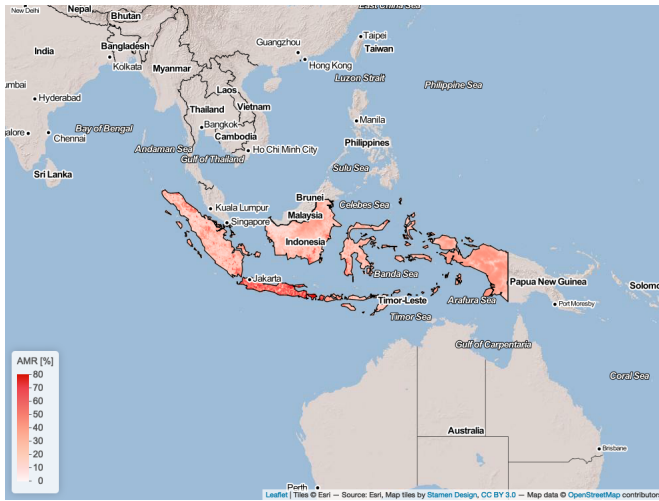 East China Sea
New Delhi
Nepal
Bhutan
Taipei
Guangzhou
Taiwan
India
Bangladesh
Hong Kong
Kolkata
Myanmar
Luzon Strait
Philippine Sea
Laos
Hyderabad
Thailand
Vietnam
Bangkok
Manila
Bay of Bengal
Chennai
Cambodia
Philippines
Andaman Sea
Ho Chi Minh City
Gulf of Thailand
Sulu Sea
Sri Lanka
Brunei
Celebes Sea
Kuala Lumpur
Malaysia
Singapore
Indonesia
Banda Sea
Jakarta
Papua New Guinea
Solomo
Timor-Leste
Arafura Sea
Port Moresby
Timor Sea
Gulf of Carpentaria
AMR [%]
80
70
60
50
40
30
20
10
0
Coral Sea
Australia
Brisbane
Perth
Leaflet | Tiles © Esri — Source: Esri, Map tiles by Stamen Design, CC BY 3.0 — Map data © OpenStreetMap contributor